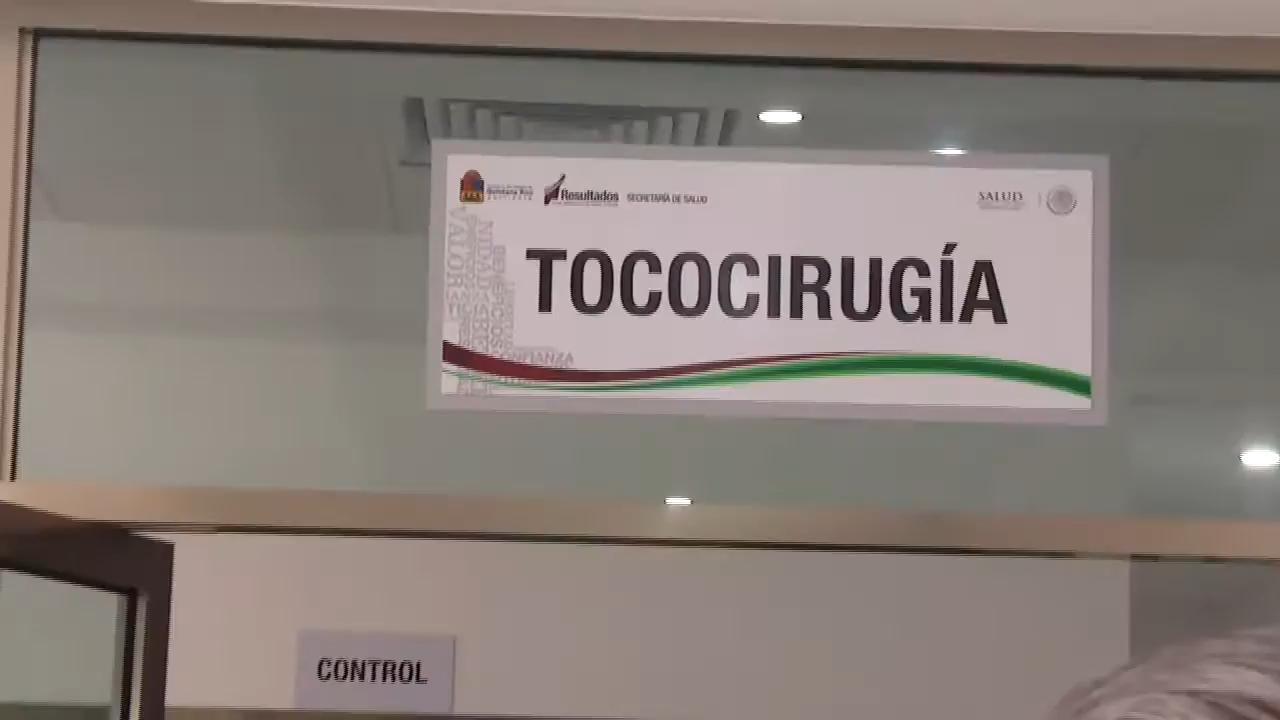 Quintana Roo
Resultados
SECRETARÍA DE SALUD
SALUD
TOCOCIRUGÍA
CONFIANZA
CONTROL